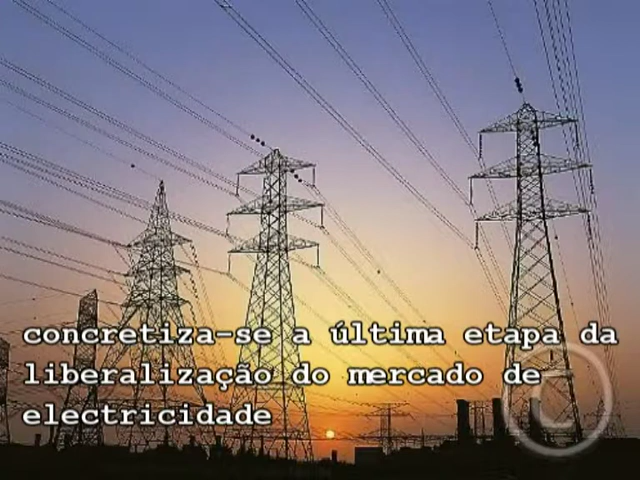 concretiza-se a última etapa da
liberalização do mercado de
electricidade